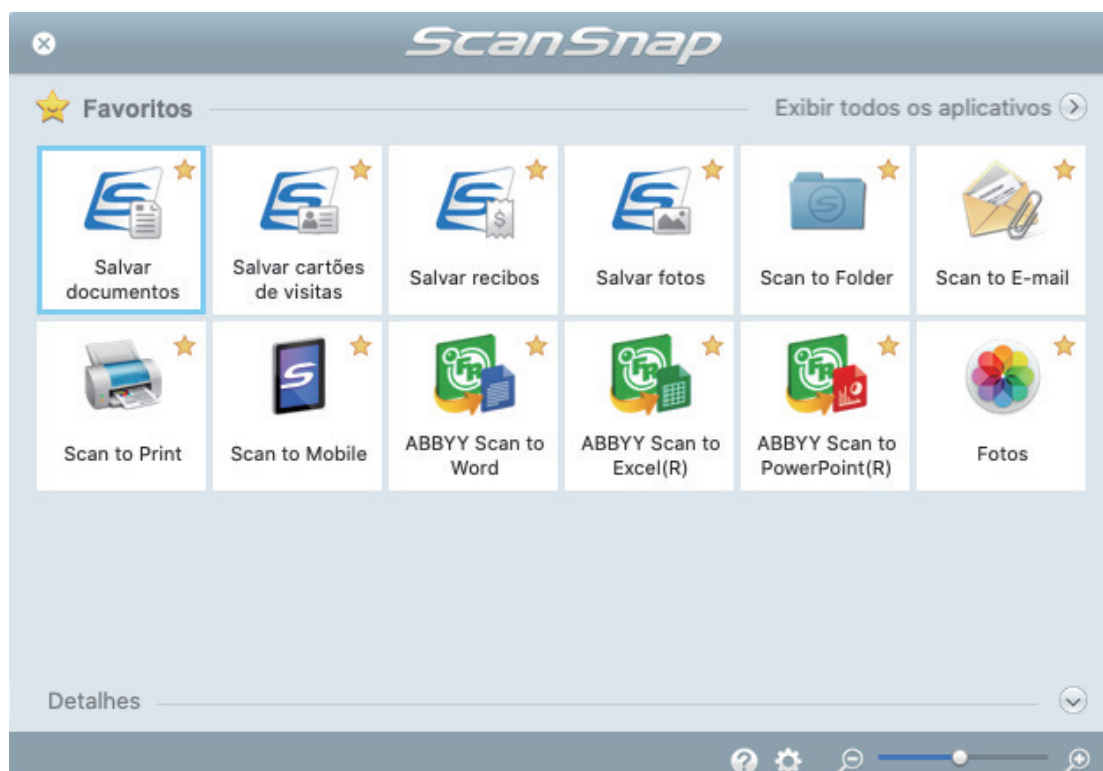 ScanSnap
Favoritos
Exibir todos os aplicativos
Salvar
documentos
Salvar cartões
de visitas
Salvar recibos
Salvar fotos
Scan to Folder
Scan to E-mail
Scan to Print
Scan to Mobile
ABBYY Scan to
Word
ABBYY Scan to
Excel(R)
ABBYY Scan to
PowerPoint(R)
Fotos
Detalhes